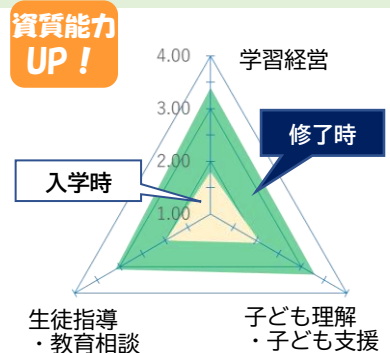 資質能力
UP！
4.00
学習経営
3.00
修了時
2.00
入学時
1.00
生徒指導
・教育相談
子ども理解
・子ども支援